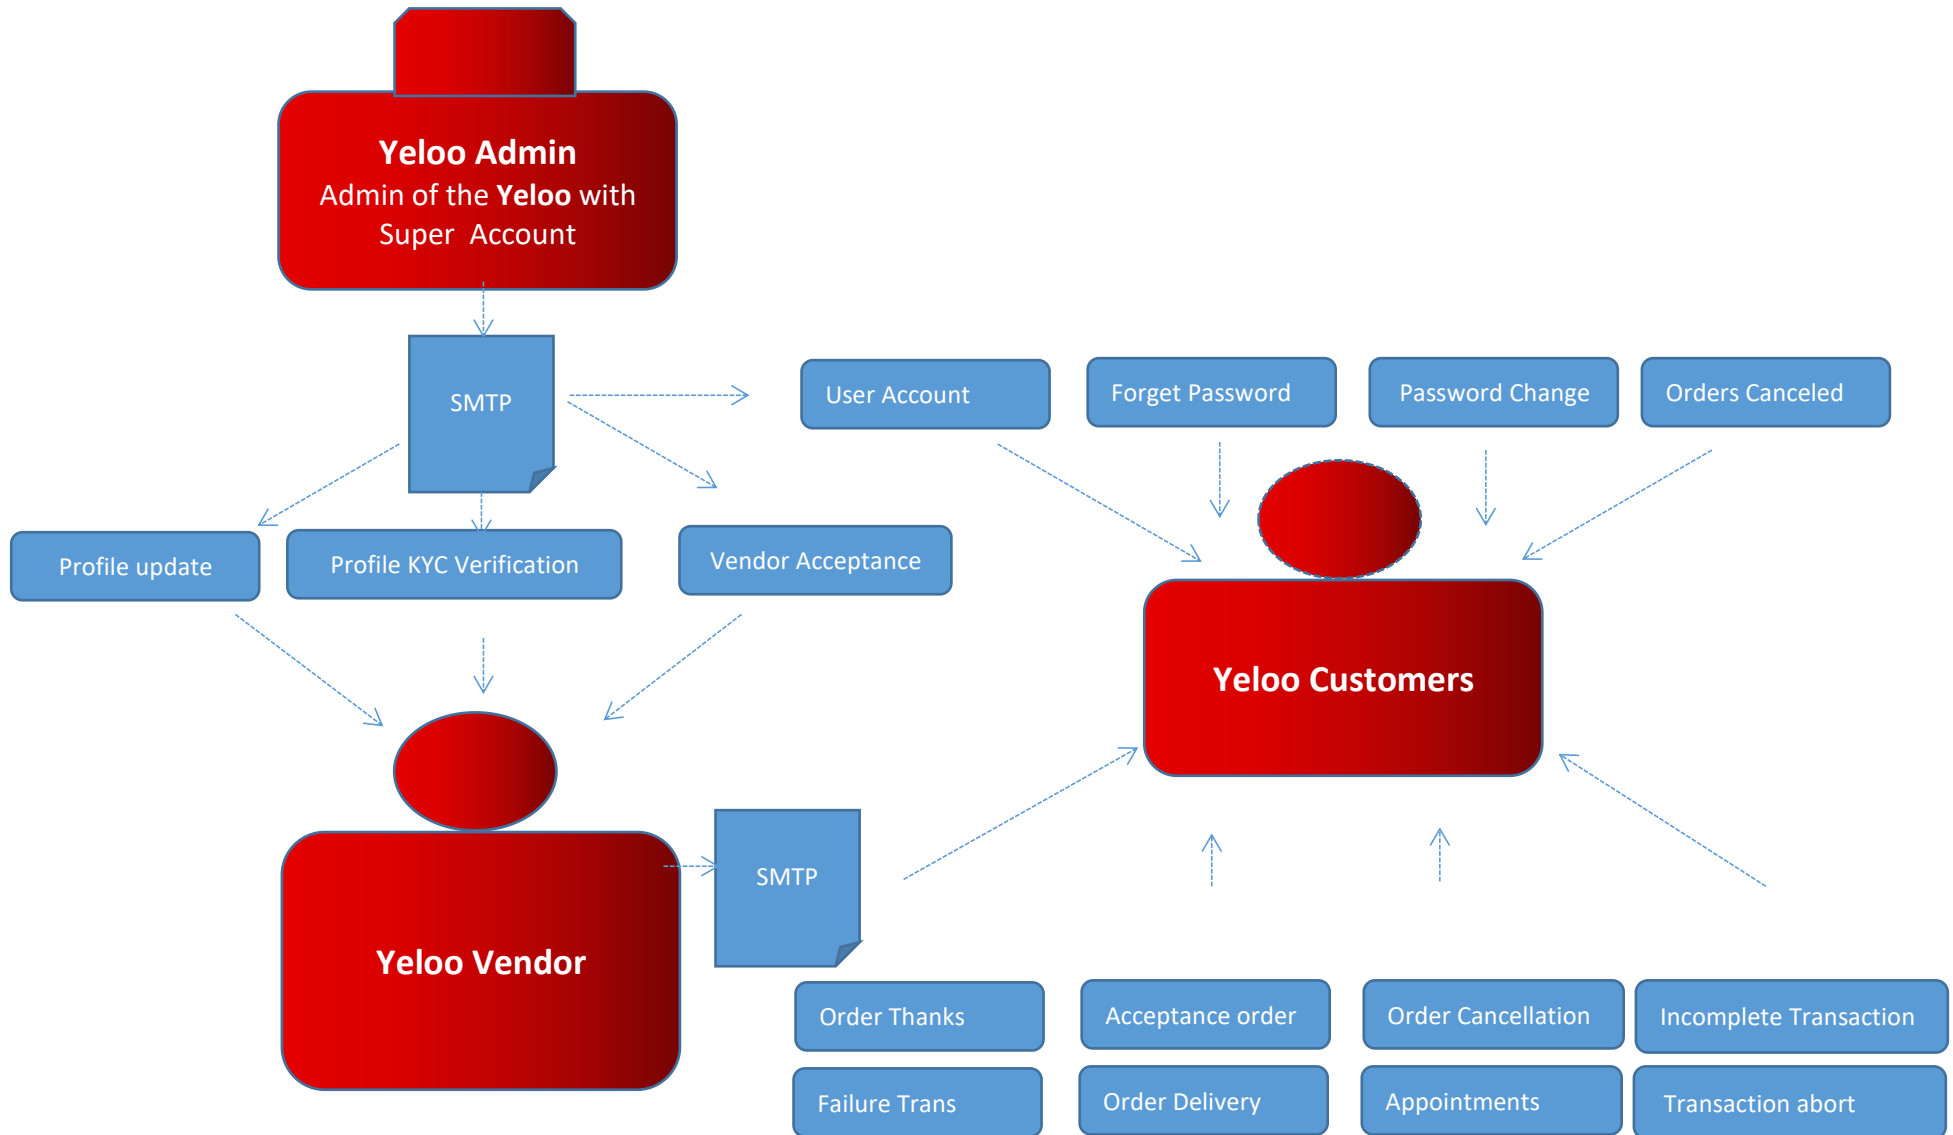 Yeloo Admin
Admin of the Yeloo with
Super Account
SMTP
User Account
Forget Password
Password Change
Orders Canceled
Profile update
Profile KYC Verification
Vendor Acceptance
Yeloo Customers
SMTP
Yeloo Vendor
Order Thanks
Acceptance order
Order Cancellation
Incomplete Transaction
Failure Trans
Order Delivery
Appointments
Transaction abort